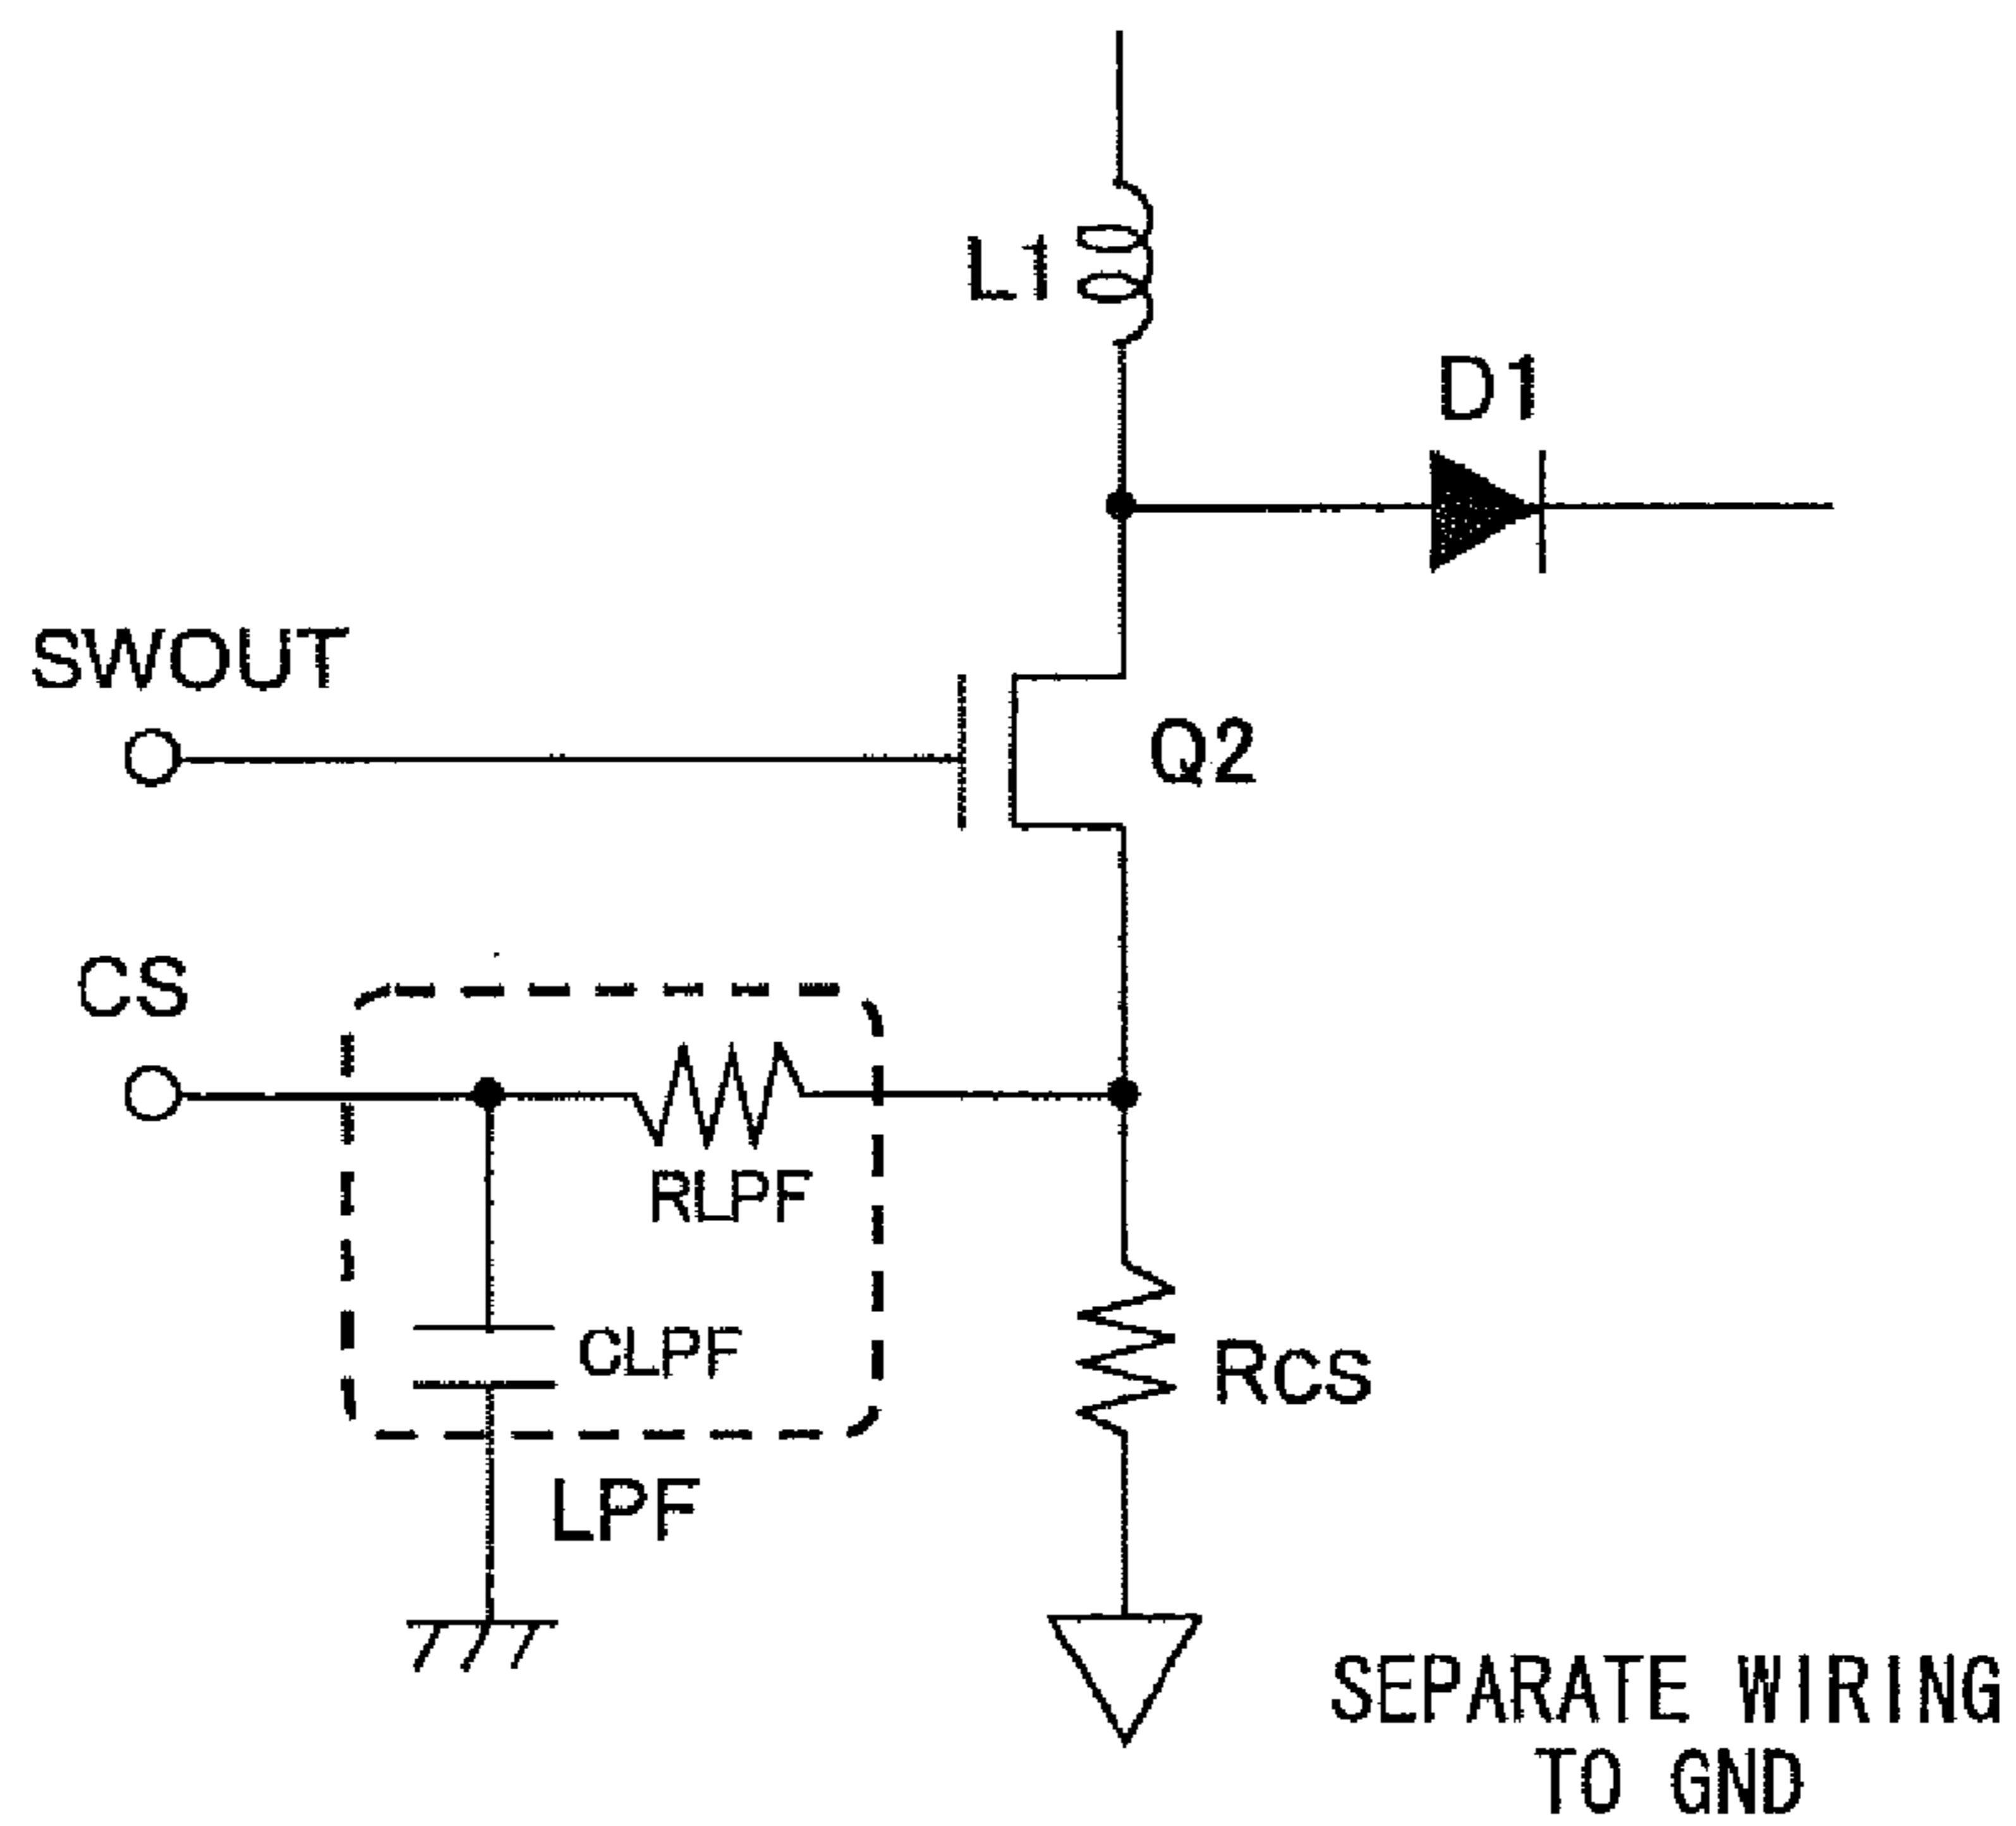 L1
D1
SWOUT
Q2
CS
RLPF
CLPF
RCS
LPF
SEPARATE WIRING
TO GND